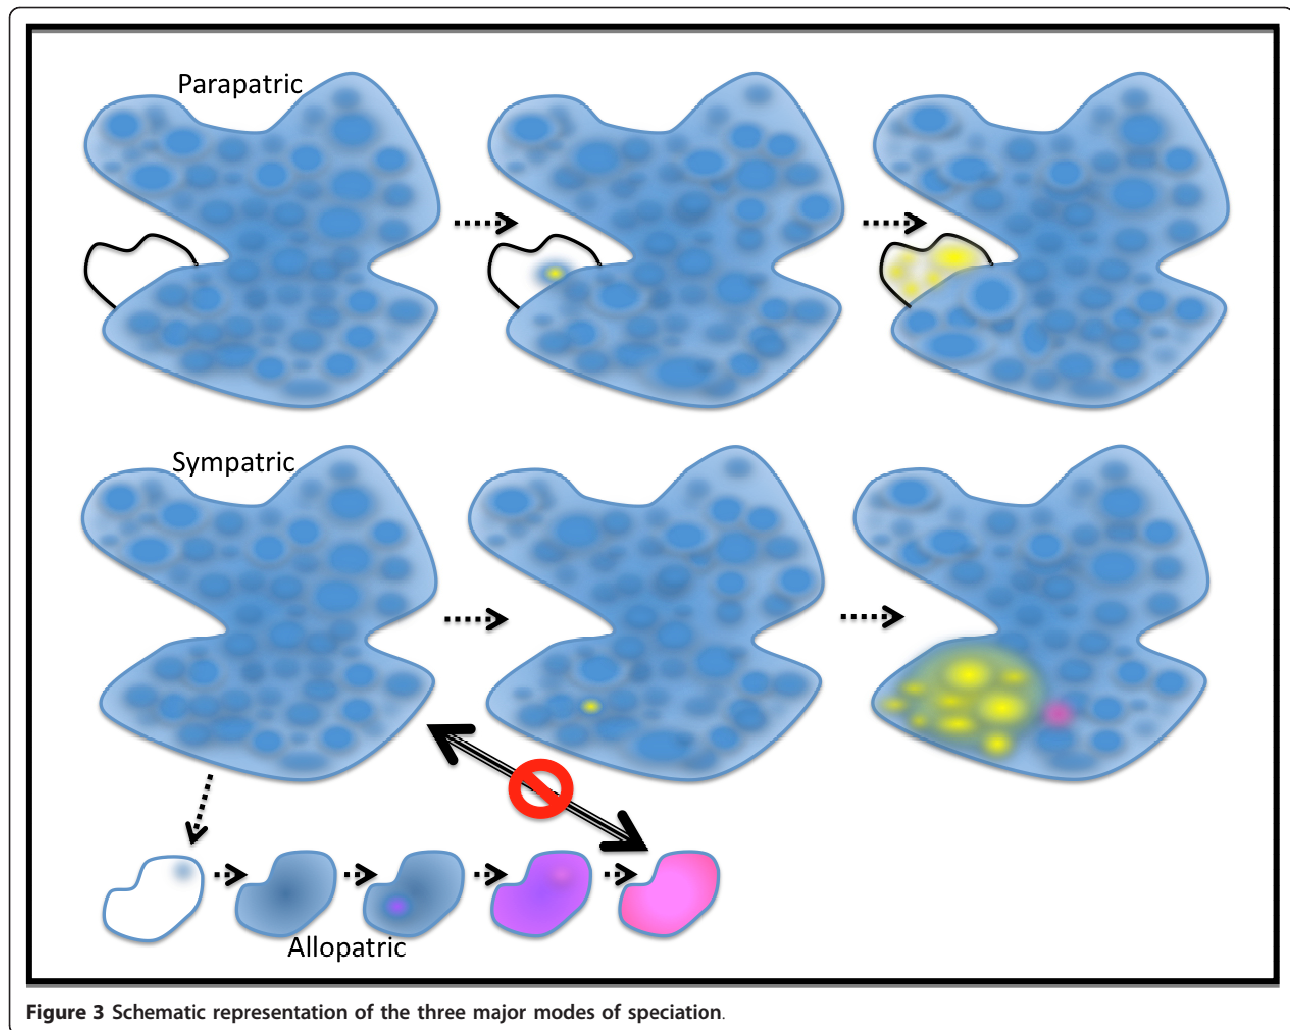 Parapatric
Sympatric
Allopatric
Figure 3 Schematic representation of the three major modes of speciation.